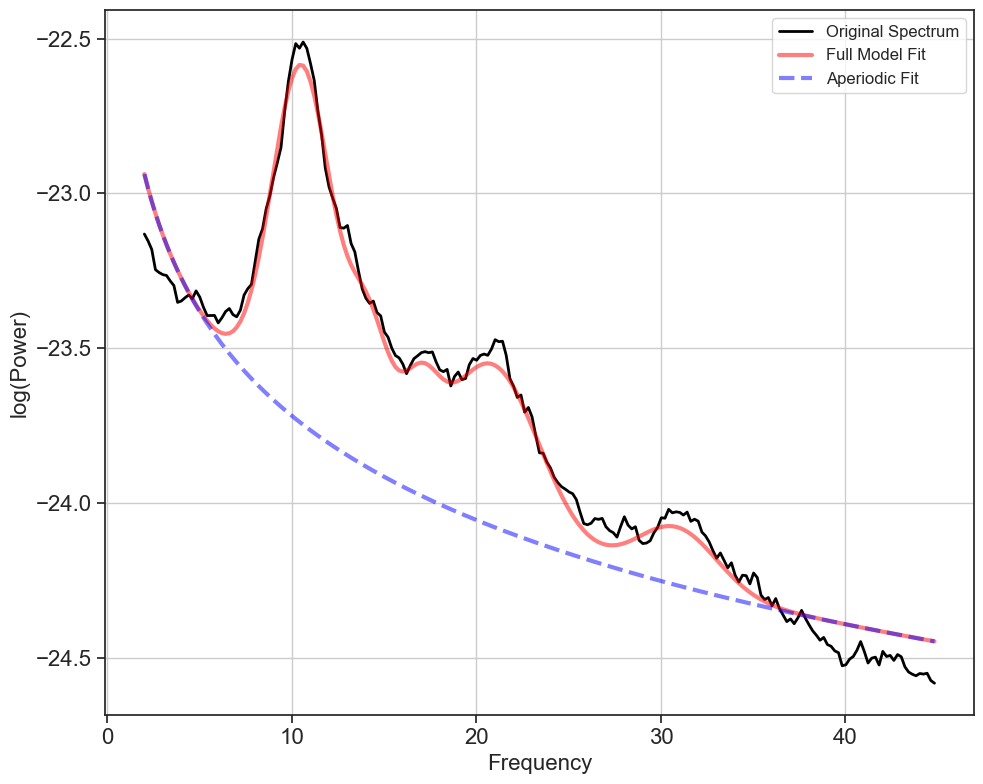 Original Spectrum
Full Model Fit
Aperiodic Fit
−22.5
−23.0
−23.5
−24.0
−24.5
log(Power)
0
10
20
30
40
Frequency